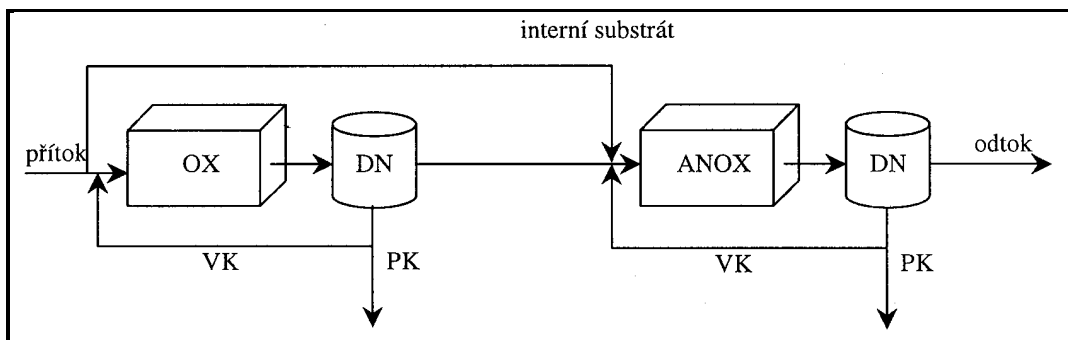 interní substrát
přítok
OX
DN
ANOX
DN
odtok
VK
PK
VK
PK